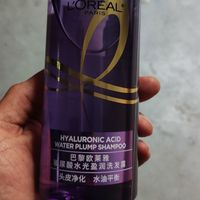 L'ORÉAL
PARIS
HYALURONIC ACID
WATER PLUMP SHAMPOO
巴黎欧莱雅
尿酸水光盈润洗发露
头皮净化 水油平衡